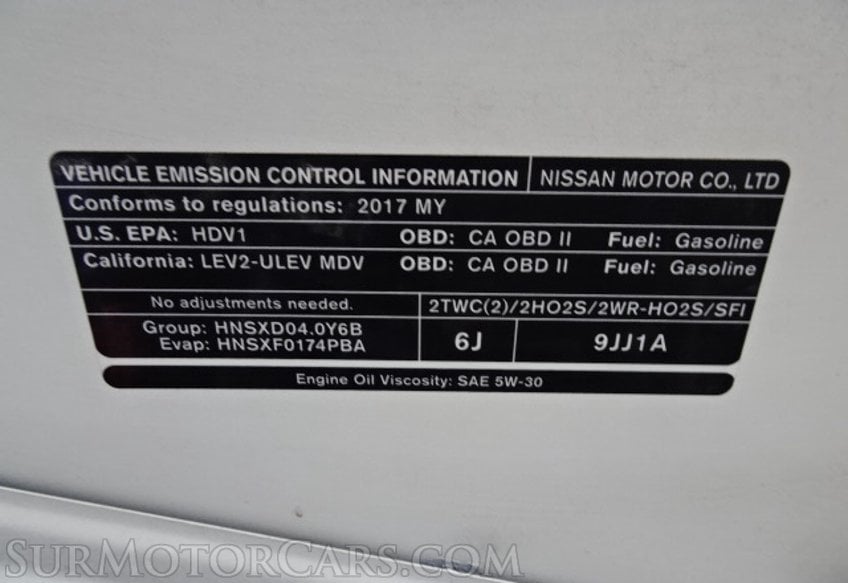 VEHICLE EMISSION CONTROL INFORMATION NISSAN MOTOR CO., LTD
Conforms to regulations: 2017 MY
U.S. EPA: HDV1 OBD: CA OBD II Fuel: Gasoline
California: LEV2-ULEV MDV OBD: CA OBD II Fuel: Gasoline
No adjustments needed. 2TWC(2)/2HO2S/2WR-HO2S/SFI
Group: HNSXD04.0Y6B
Evap: HNSXF0174PBA
6J 9JJ1A
Engine Oil Viscosity: SAE 5W-30
SurMotorCars.com